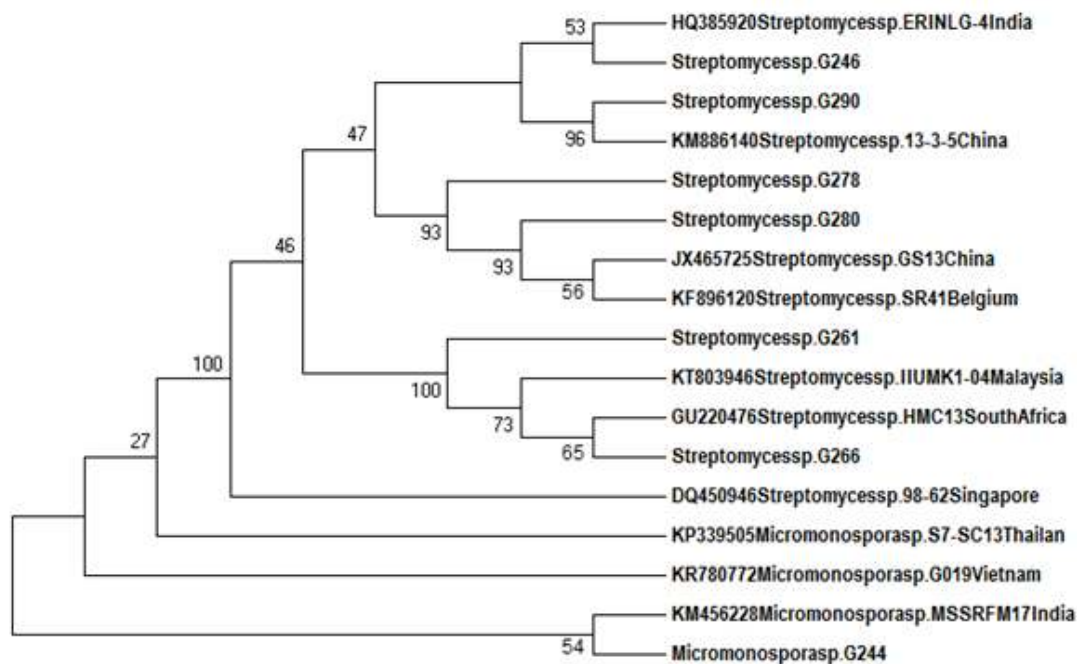 HQ385920Streptomycessp.ERINLG-4India
53
Streptomycessp.G246
Streptomycessp.G290
96
KM886140Streptomycessp.13-3-5China
47
Streptomycessp.G278
93
Streptomycessp.G280
46
93
JX465725Streptomycessp.GS13China
56
KF896120Streptomycessp.SR41Belgium
Streptomycessp.G261
100
100
KT803946Streptomycessp.IIUMK1-04Malaysia
73
GU220476Streptomycessp.HMC13SouthAfrica
27
65
Streptomycessp.G266
DQ450946Streptomycessp.98-62Singapore
KP339505Micromonosporasp.S7-SC13Thailan
KR780772Micromonosporasp.G019Vietnam
KM456228Micromonosporasp.MSSRFM17India
54
Micromonosporasp.G244